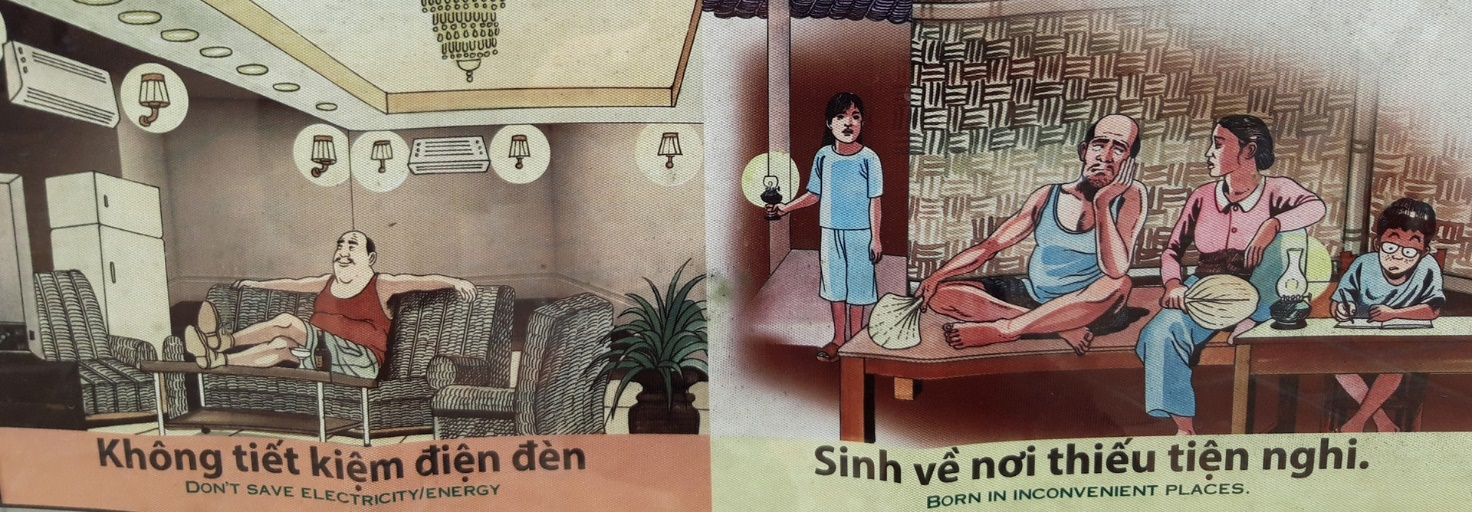 Không tiết kiệm điện đèn
DON'T SAVE ELECTRICITY/ENERGY
Sinh về nơi thiếu tiện nghi.
BORN IN INCONVENIENT PLACES.